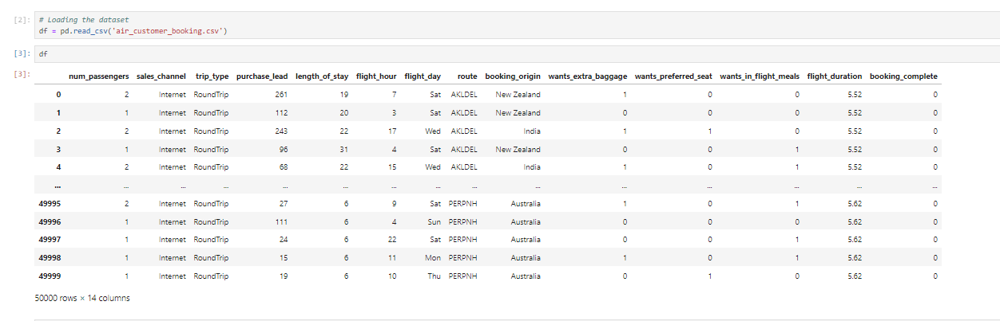 [2]: # Loading the dataset
df = pd.read_csv('air_customer_booking.csv')
[3]: df
[3]: num_passengers sales_channel trip_type purchase_lead length_of_stay flight_hour flight_day route booking_origin wants_extra_baggage wants_preferred_seat wants_in_flight_meals flight_duration booking_complete
0 2 Internet RoundTrip 261 19 7 Sat AKLDEL New Zealand 1 0 0 5.52 0
1 1 Internet RoundTrip 112 20 3 Sat AKLDEL New Zealand 0 0 0 5.52 0
2 2 Internet RoundTrip 243 22 17 Wed AKLDEL India 1 1 0 5.52 0
3 1 Internet RoundTrip 96 31 4 Sat AKLDEL New Zealand 0 0 1 5.52 0
4 2 Internet RoundTrip 68 22 15 Wed AKLDEL India 1 0 1 5.52 0
... ... ... ... ... ... ... ... ... ... ... ... ... ... ...
49995 2 Internet RoundTrip 27 6 9 Sat PERPNH Australia 1 0 1 5.62 0
49996 1 Internet RoundTrip 111 6 4 Sun PERPNH Australia 0 0 0 5.62 0
49997 1 Internet RoundTrip 24 6 22 Sat PERPNH Australia 0 0 1 5.62 0
49998 1 Internet RoundTrip 15 6 11 Mon PERPNH Australia 1 0 1 5.62 0
49999 1 Internet RoundTrip 19 6 10 Thu PERPNH Australia 0 1 0 5.62 0
50000 rows × 14 columns